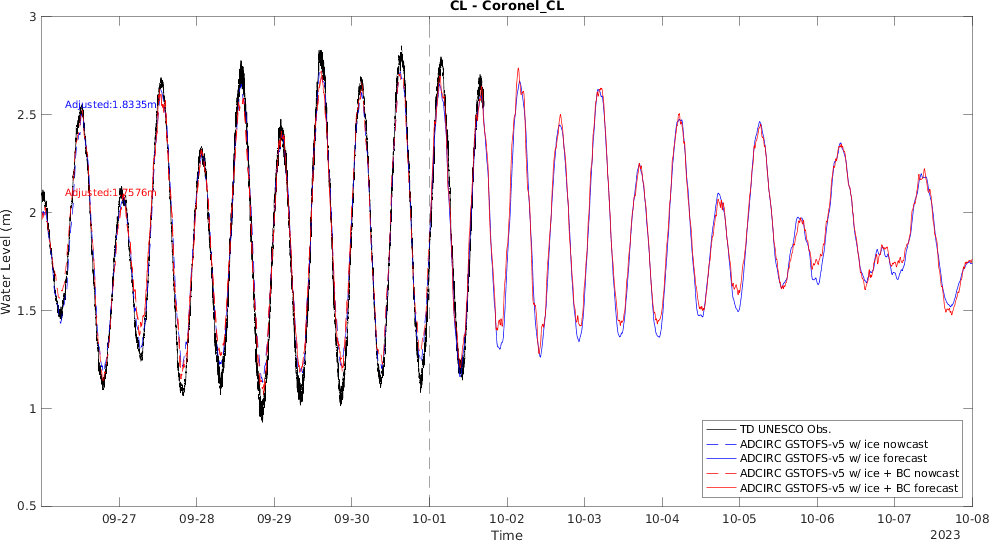 CL - Coronel_CL
3
2.5
2
1.5
1
0.5
Water Level (m)
Adjusted:1.8335m
Adjusted:1.7576m
TD UNESCO Obs.
ADCIRC GSTOFS-v5 w/ ice nowcast
ADCIRC GSTOFS-v5 w/ ice forecast
ADCIRC GSTOFS-v5 w/ ice + BC nowcast
ADCIRC GSTOFS-v5 w/ ice + BC forecast
09-27 09-28 09-29 09-30 10-01 10-02 10-03 10-04 10-05 10-06 10-07 10-08
Time
2023